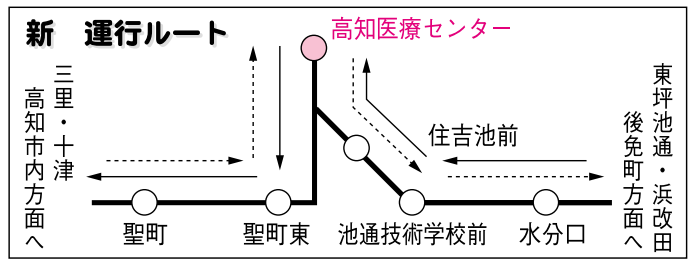 新　運行ルート
高知医療センター
三里・十津
高知市内方面へ
住吉池前
東坪池通・浜改田
後免町方面へ
聖町
聖町東
池通技術学校前
水分口